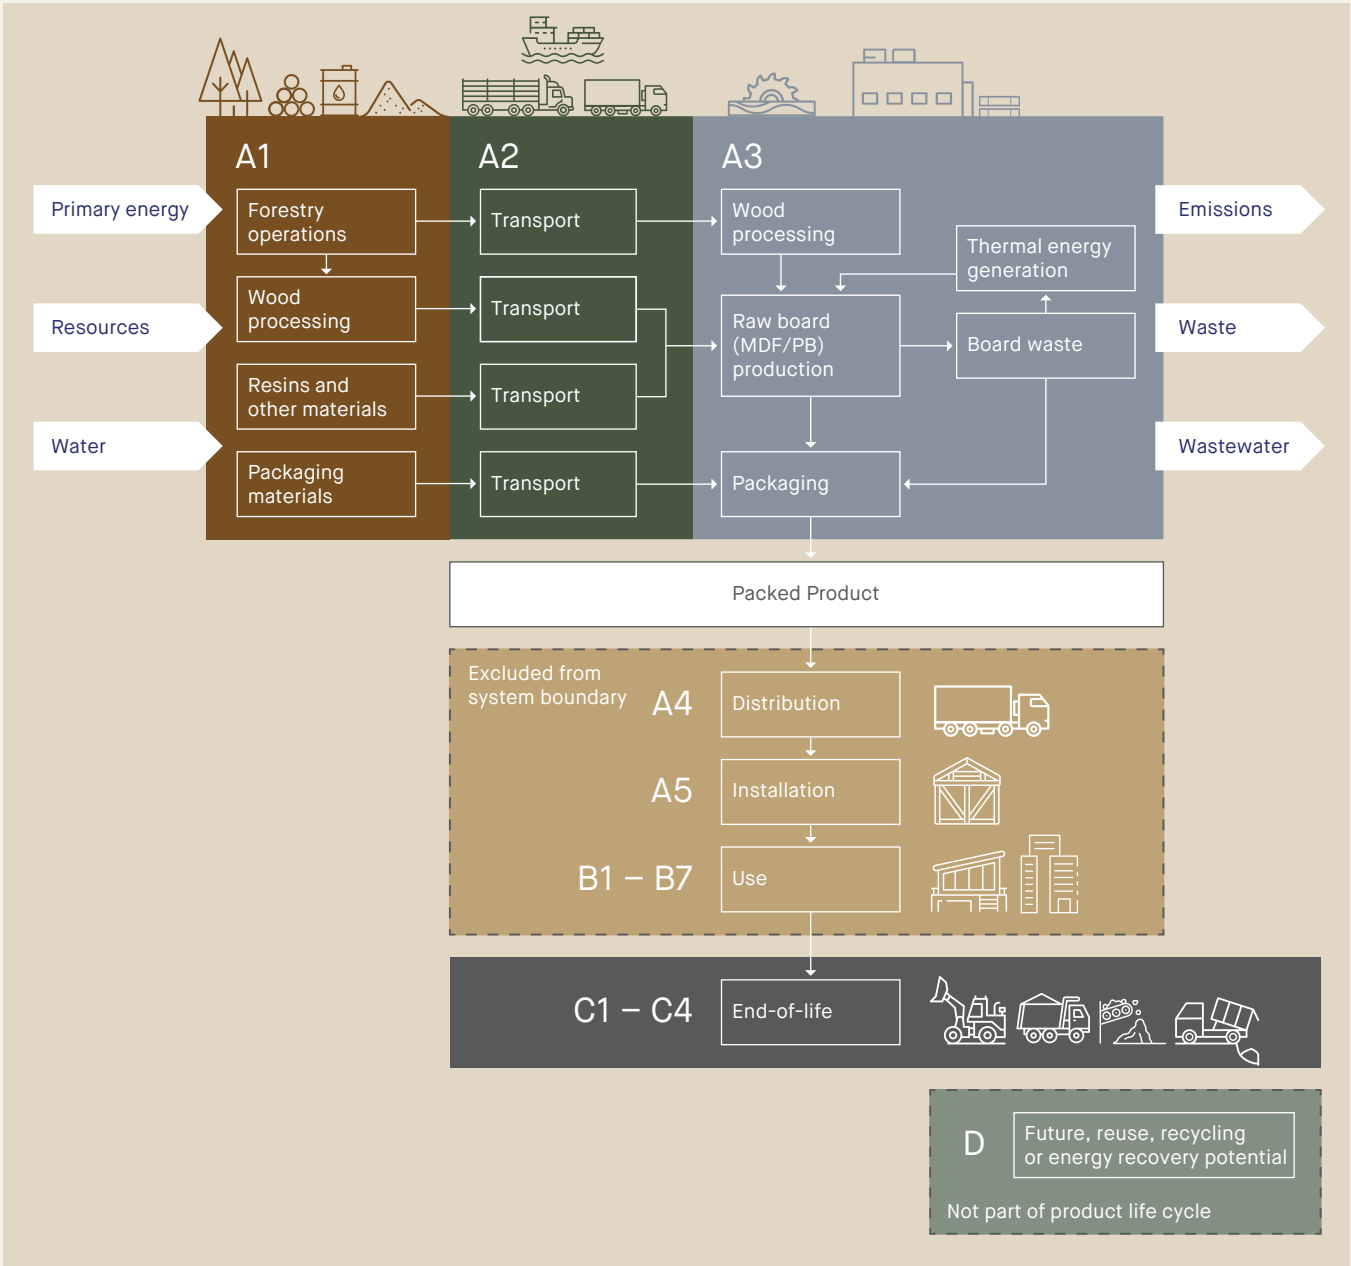 A1
A2
A3
Primary energy
Resources
Water
Forestry
operations
Wood
processing
Resins and
other materials
Packaging
materials
Transport
Transport
Transport
Transport
Wood
processing
Raw board
(MDF/PB)
production
Packaging
Thermal energy
generation
Board waste
Emissions
Waste
Wastewater
Packed Product
Excluded from
system boundary
A4
Distribution
A5
Installation
B1 – B7
Use
C1 – C4
End-of-life
D
Future, reuse, recycling
or energy recovery potential
Not part of product life cycle